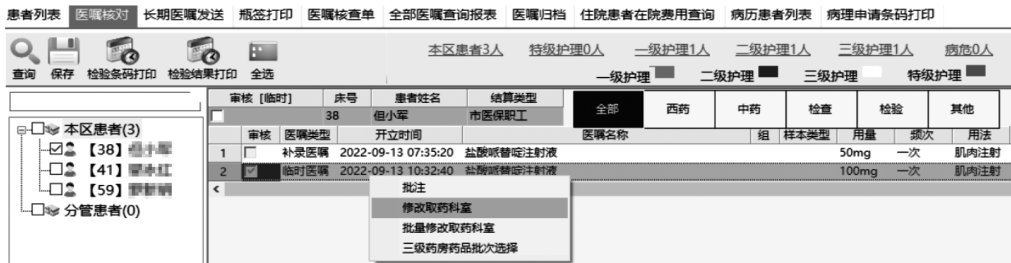 患者列表 医嘱核对 长期医嘱发送 瓶签打印 医嘱核查单 全部医嘱查询报表 医嘱归档 住院患者在院费用查询 病历患者列表 病理申请条码打印
本区患者3人 特级护理0人 一级护理1人 二级护理1人 三级护理1人 病危0人
查询 保存 检验条码打印 检验结果打印 全选
一级护理 二级护理 三级护理 特级护理
审核 [临时] 床号 患者姓名 结算类型
38 但小军 市医保职工
全部 西药 中药 检查 检验 其他
本区患者(3)
【38】
【41】
【59】
分管患者(0)
审核 医嘱类型 开立时间 医嘱名称 组 样本类型 用量 频次 用法
1 补录医嘱 2022-09-13 07:35:20 盐酸哌替啶注射液 50mg 一次 肌肉注射
2 临时医嘱 2022-09-13 10:32:40 盐酸哌替啶注射液 100mg 一次 肌肉注射
<
批注
修改取药科室
批量修改取药科室
三级药房药品批次选择